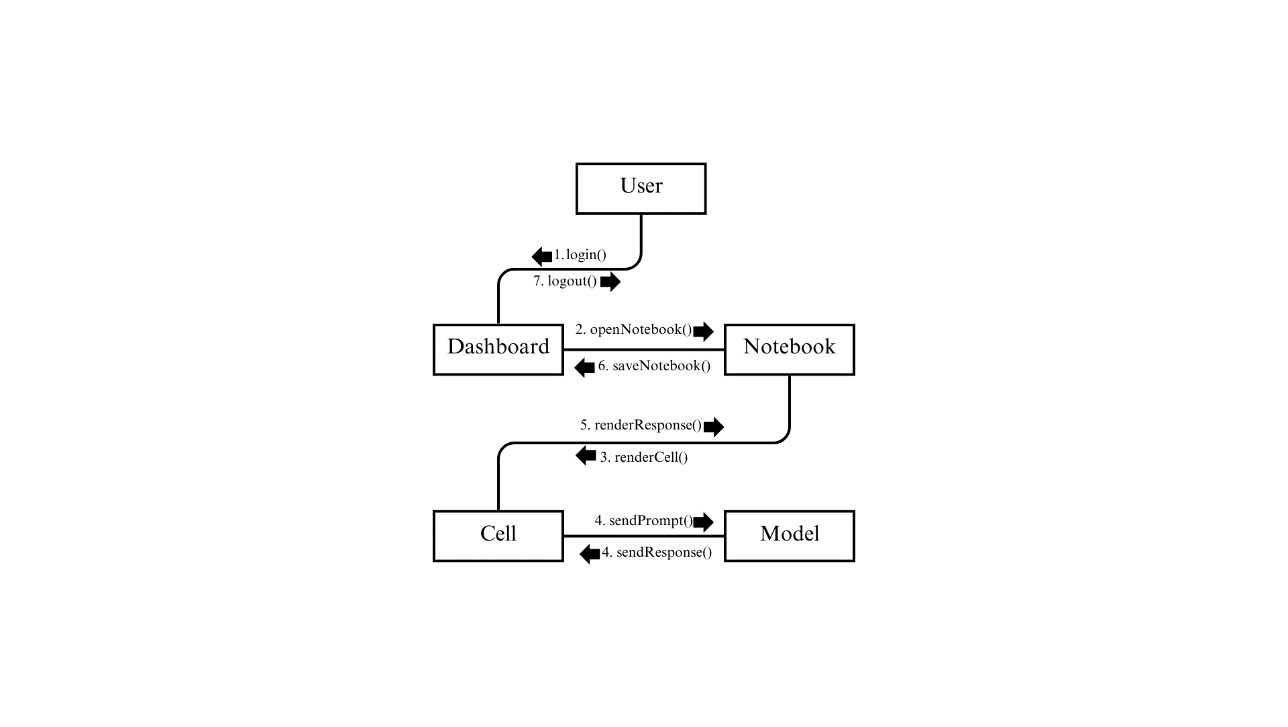 User
1. login()
7. logout()
2. openNotebook()
Dashboard
Notebook
6. saveNotebook()
5. renderResponse()
3. renderCell()
4. sendPrompt()
Cell
Model
4. sendResponse()